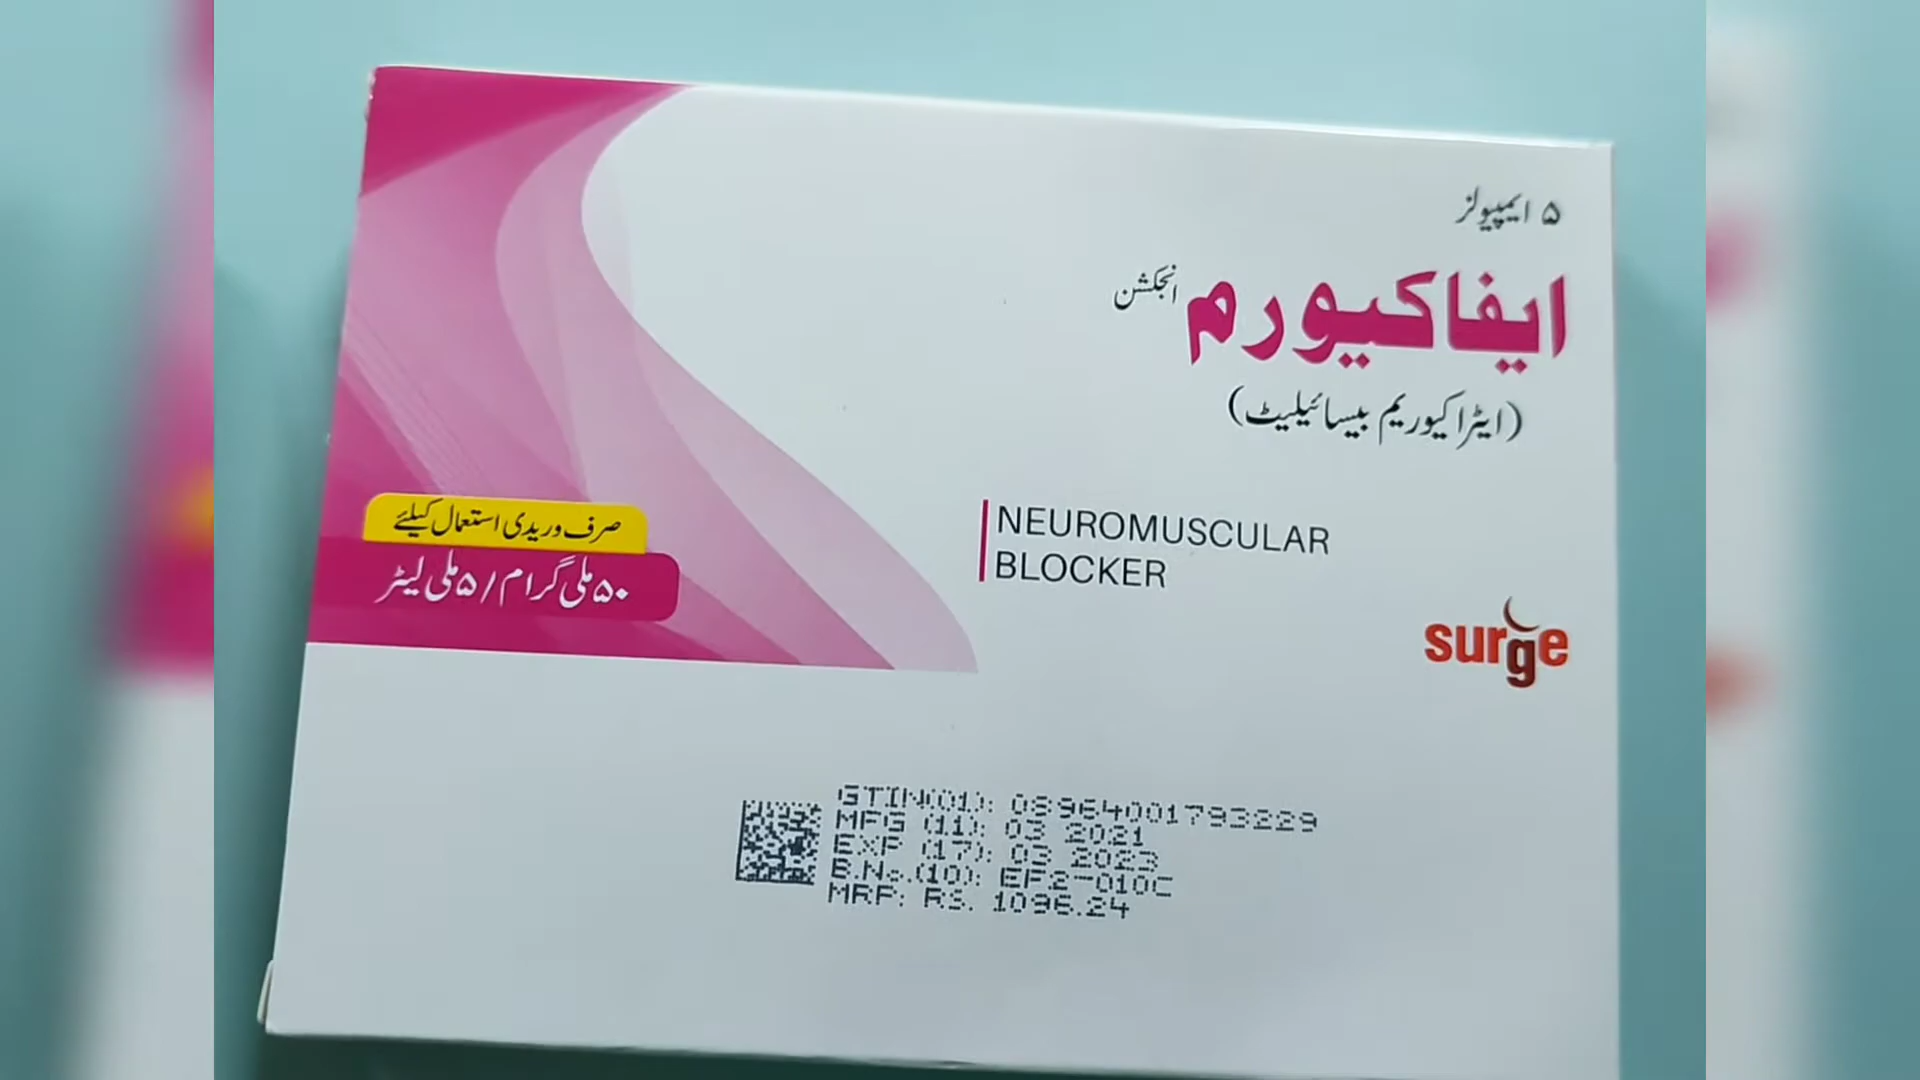 ۵ ایمپیولز
ایفاکیورم انجکشن
(ایٹراکیوریم بیسائیلیٹ)
NEUROMUSCULAR
BLOCKER
صرف وریدی استعمال کیلئے
۵۰ ملی گرام/۵ ملی لیٹر
surge
GTIN(01): 08964001793229
MFG (11): 03 2021
EXP (17): 03 2023
B.No.(10): EF2-010C
MRP: RS. 1096.24